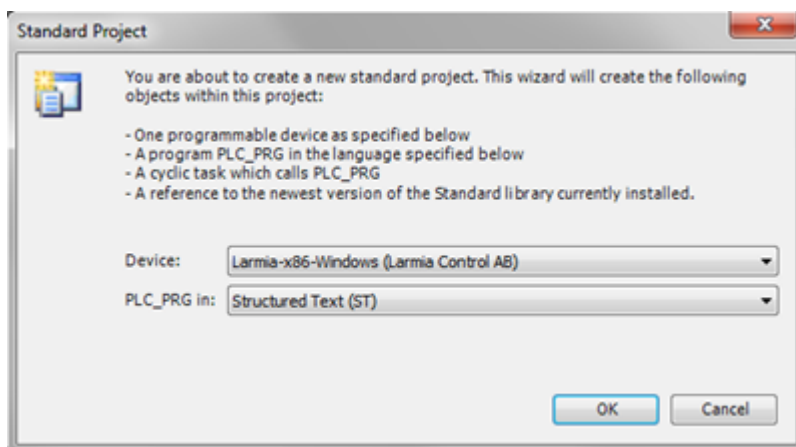 Standard Project
You are about to create a new standard project. This wizard will create the following
objects within this project:
- One programmable device as specified below
- A program PLC_PRG in the language specified below
- A cyclic task which calls PLC_PRG
- A reference to the newest version of the Standard library currently installed.
Device: Larmia-x86-Windows (Larmia Control AB)
PLC_PRG in: Structured Text (ST)
OK Cancel